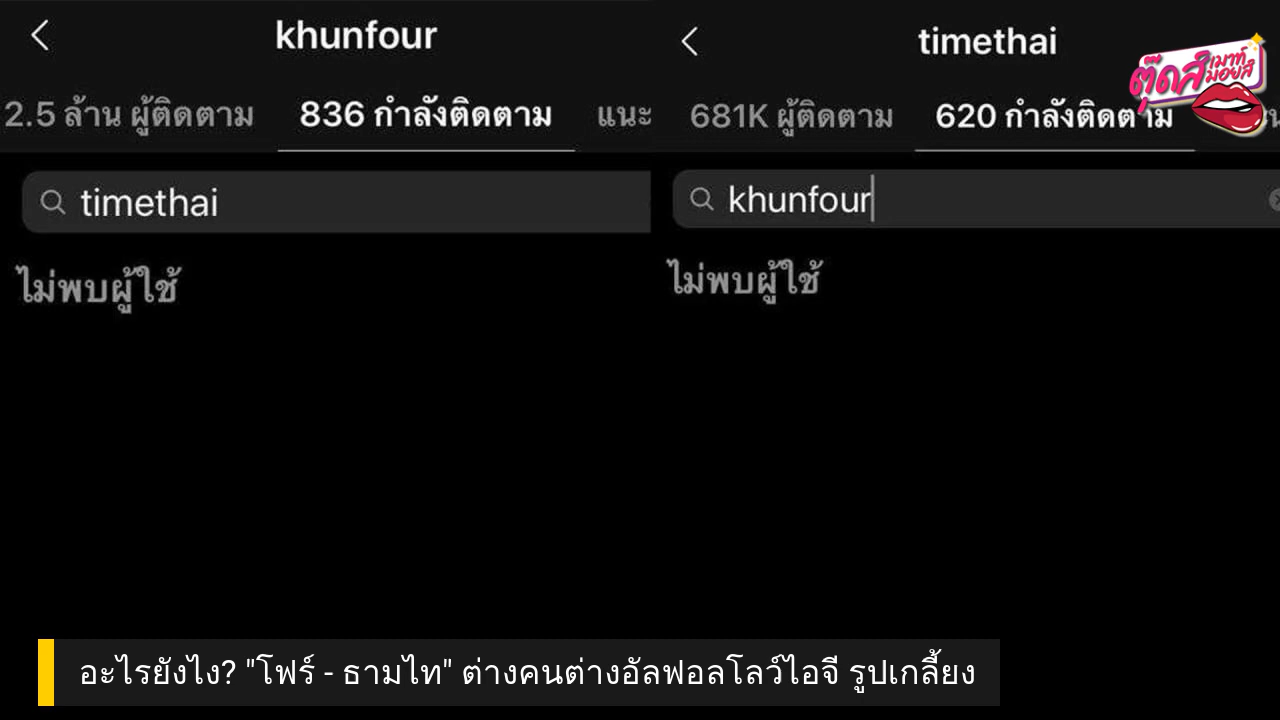 khunfour
2.5 ล้าน ผู้ติดตาม
836 กำลังติดตาม
แนะ
timethai
ไม่พบผู้ใช้
timethai
681K ผู้ติดตาม
620 กำลังติดตาม
khunfour
ไม่พบผู้ใช้
ตุ๊ดส์
เมาท์
มอยส์
อะไรยังไง? "โฟร์ - ธามไท" ต่างคนต่างอัลฟอลโลว์ไอจี รูปเกลี้ยง